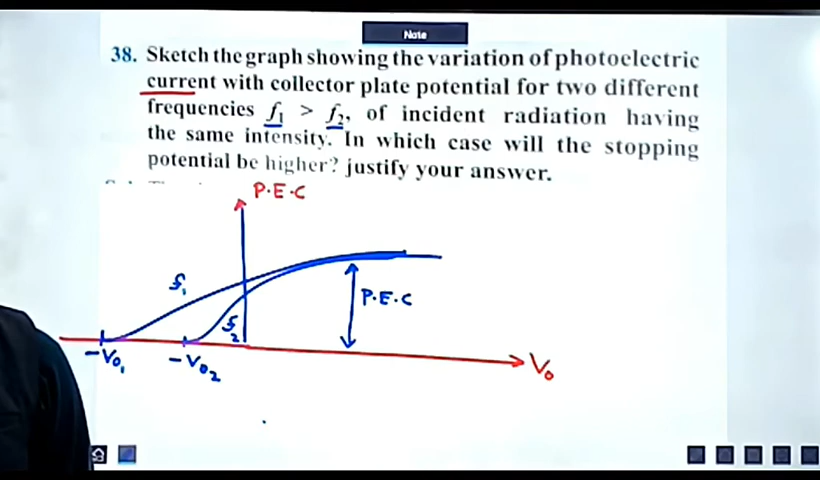 Note
38. Sketch the graph showing the variation of photoelectric
current with collector plate potential for two different
frequencies f₁ > f₂, of incident radiation having
the same intensity. In which case will the stopping
potential be higher? justify your answer.
P.E.C
f₁
P.E.C
f₂
-V₀₁
-V₀₂
V₀